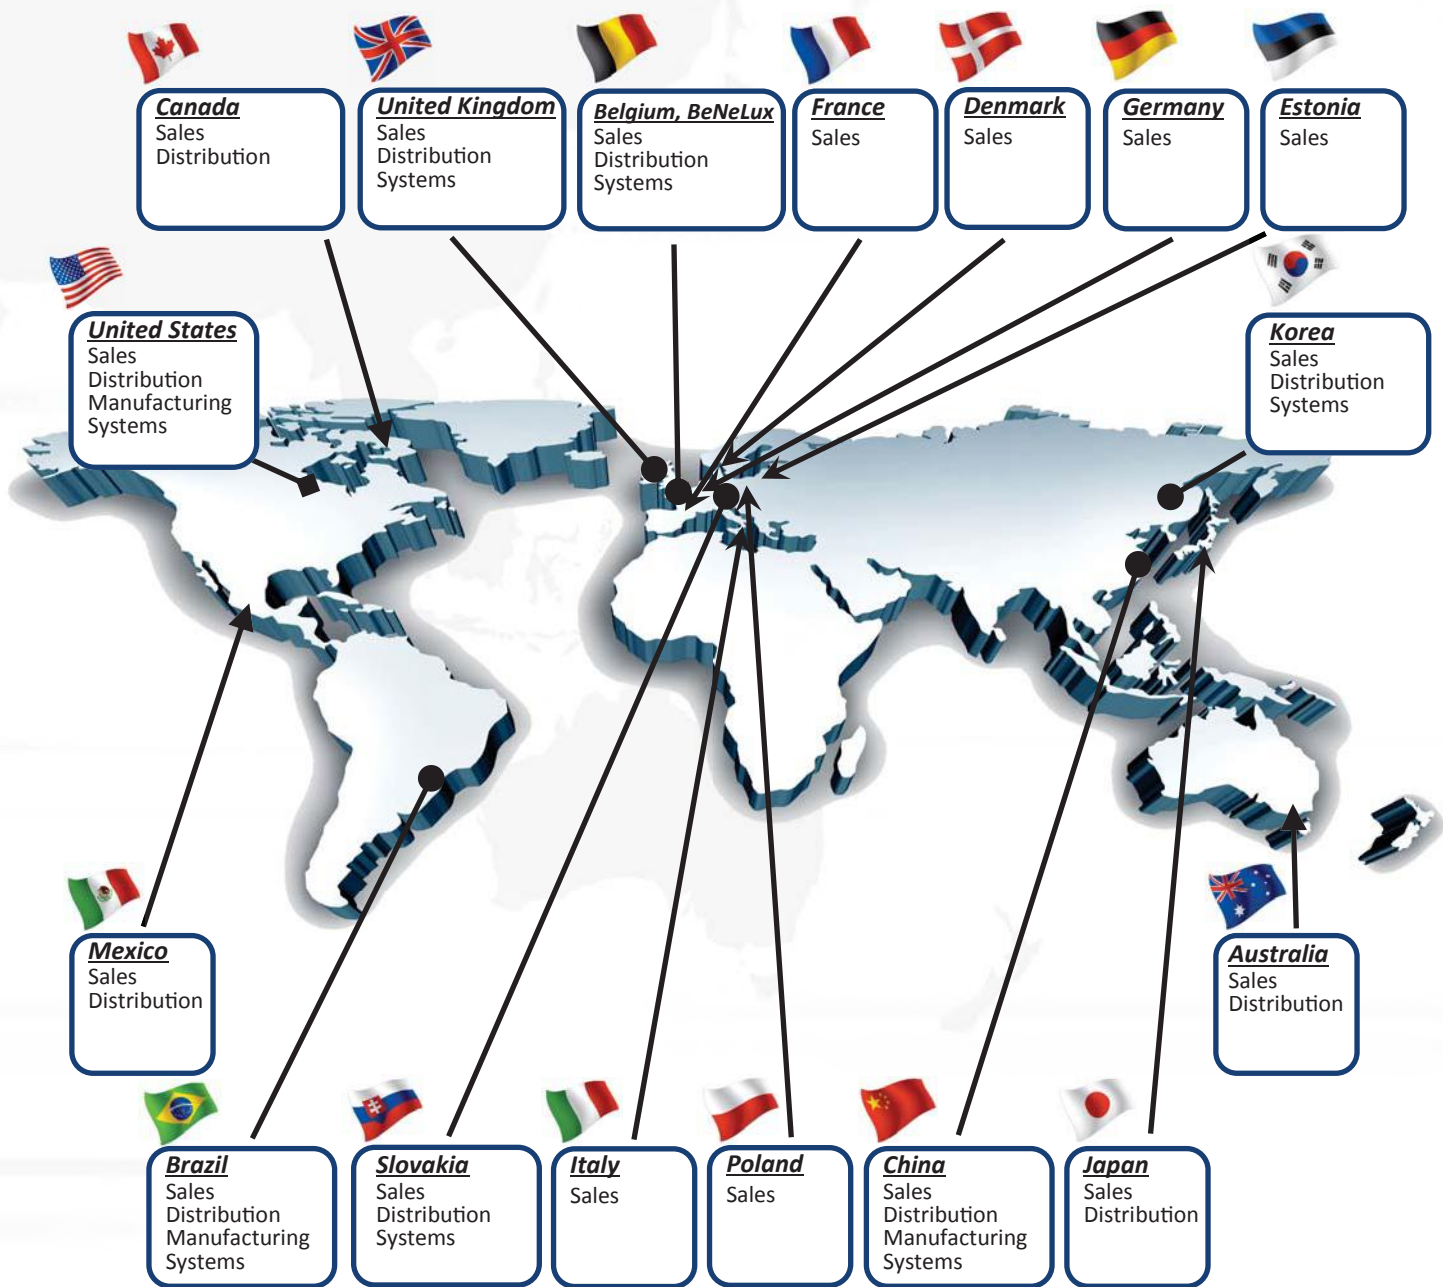 Canada
Sales
Distribution
United Kingdom
Sales
Distribution
Systems
Belgium, BeNeLux
Sales
Distribution
Systems
France
Sales
Denmark
Sales
Germany
Sales
Estonia
Sales
United States
Sales
Distribution
Manufacturing
Systems
Korea
Sales
Distribution
Systems
Mexico
Sales
Distribution
Australia
Sales
Distribution
Brazil
Sales
Distribution
Manufacturing
Systems
Slovakia
Sales
Distribution
Systems
Italy
Sales
Poland
Sales
China
Sales
Distribution
Manufacturing
Systems
Japan
Sales
Distribution